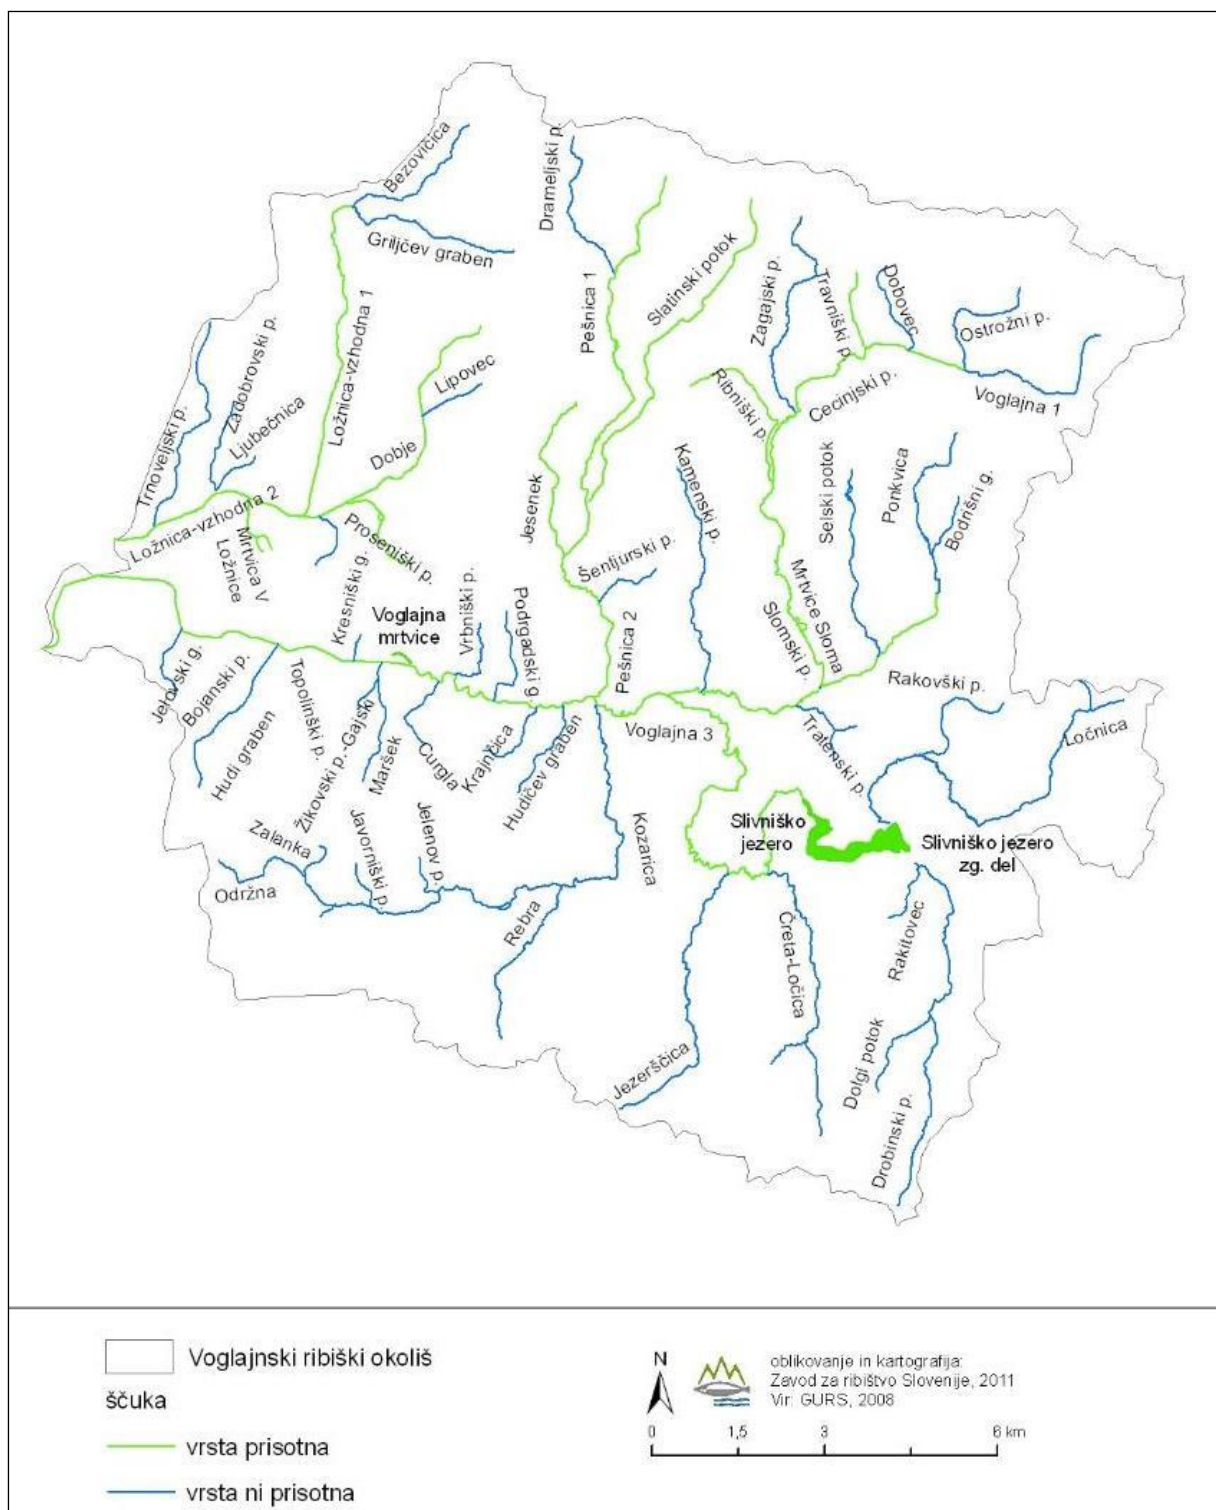 Bezovičica
Drameljski p.
Griljčev graben
Slatinski potok
Zagajski p.
Travniški p.
Dobovec
Ostrožni p.
Pešnica 1
Ložnica-vzhodna 1
Zadobrovski p.
Lipovec
Ribniški p.
Cecinjski p.
Voglajna 1
Trnoveljski p.
Ljubečnica
Dobje
Kamenski p.
Selski potok
Ponkvica
Bodrišni g.
Jesenek
Ložnica-vzhodna 2
Mrtvica V
Ložnice
Proseniški p.
Šentjurski p.
Kresniški g.
Voglajna
mrtvice
Vrbniški p.
Podrgadski g.
Pešnica 2
Mrtvice Sloma
Slomski p.
Rakovški p.
Jelovski g.
Bojanski p.
Hudi graben
Topolinški p.
Žikovski p.-Gajski
Maršek
Curgla
Krajnčica
Hudičev graben
Voglajna 3
Tratenski p.
Ločnica
Zalanka
Javorniški p.
Jelenov p.
Kozarica
Slivniško
jezero
Slivniško jezero
zg. del
Održna
Rebra
Čreta-Ločica
Rakitovec
Jezerščica
Dolgi potok
Drobinski p.
Voglajnski ribiški okoliš
ščuka
vrsta prisotna
vrsta ni prisotna
N
oblikovanje in kartografija:
Zavod za ribištvo Slovenije, 2011
Vir: GURS, 2008
0 1,5 3 6 km